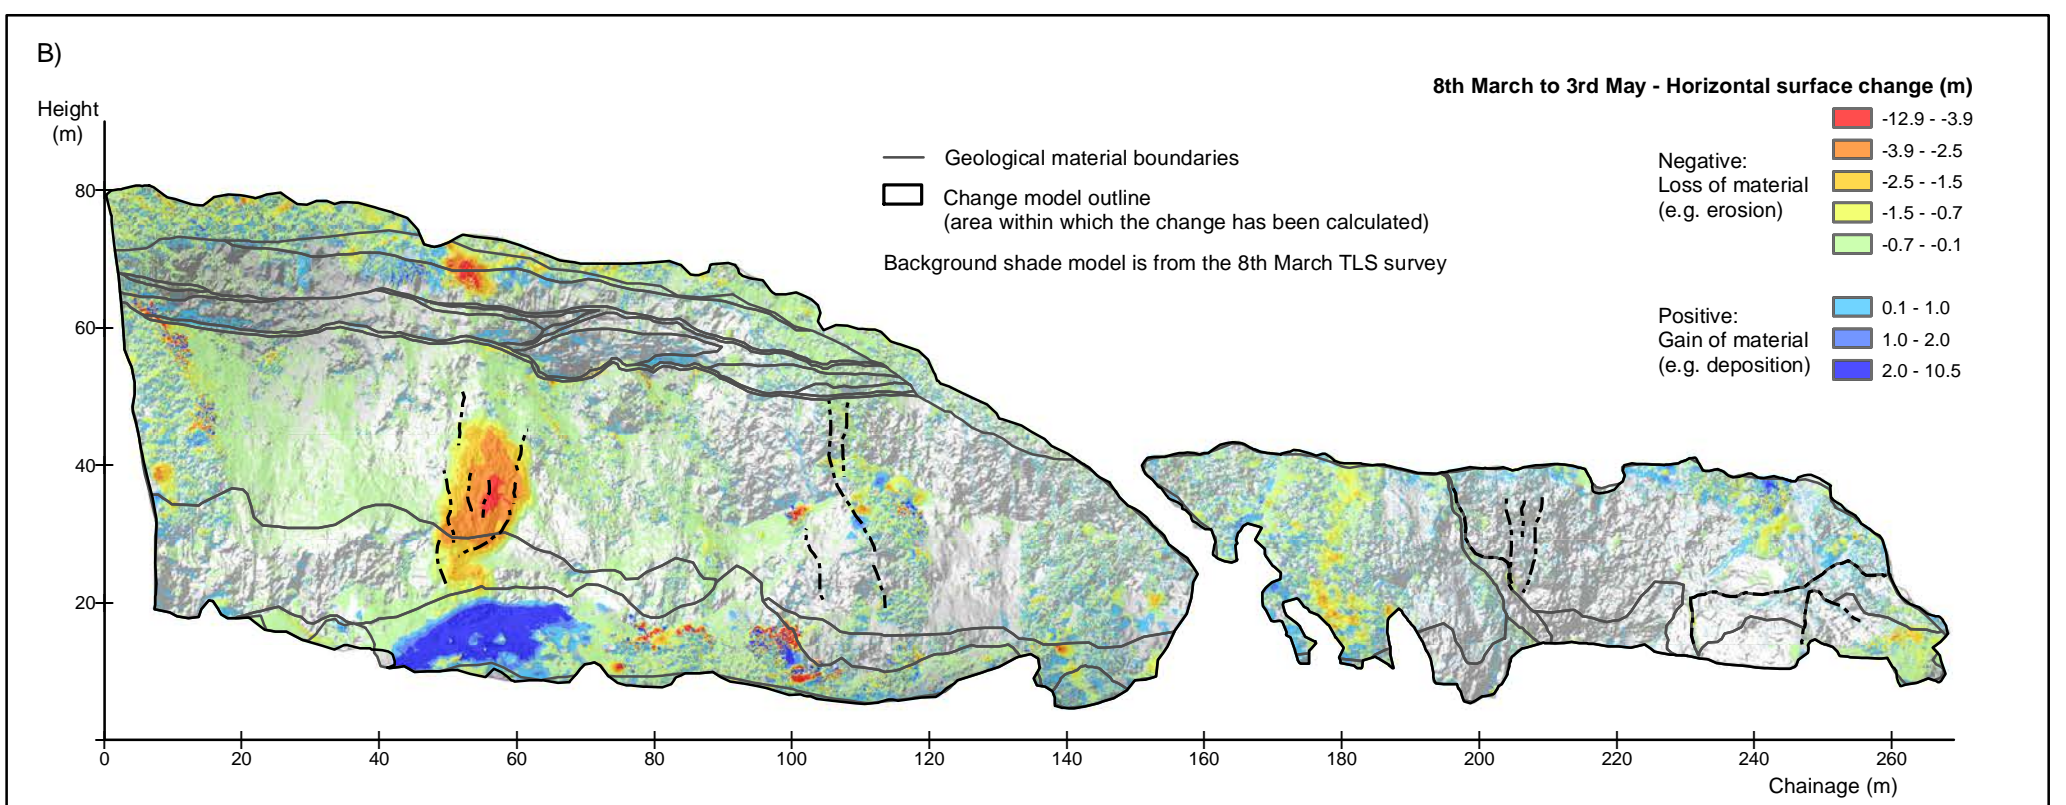 B)
Height
(m)
80
60
40
20
0
20
40
60
80
100
120
140
160
180
200
220
240
260
Chainage (m)
Geological material boundaries
Change model outline
(area within which the change has been calculated)
Background shade model is from the 8th March TLS survey
8th March to 3rd May - Horizontal surface change (m)
Negative:
Loss of material
(e.g. erosion)
-12.9 - -3.9
-3.9 - -2.5
-2.5 - -1.5
-1.5 - -0.7
-0.7 - -0.1
Positive:
Gain of material
(e.g. deposition)
0.1 - 1.0
1.0 - 2.0
2.0 - 10.5